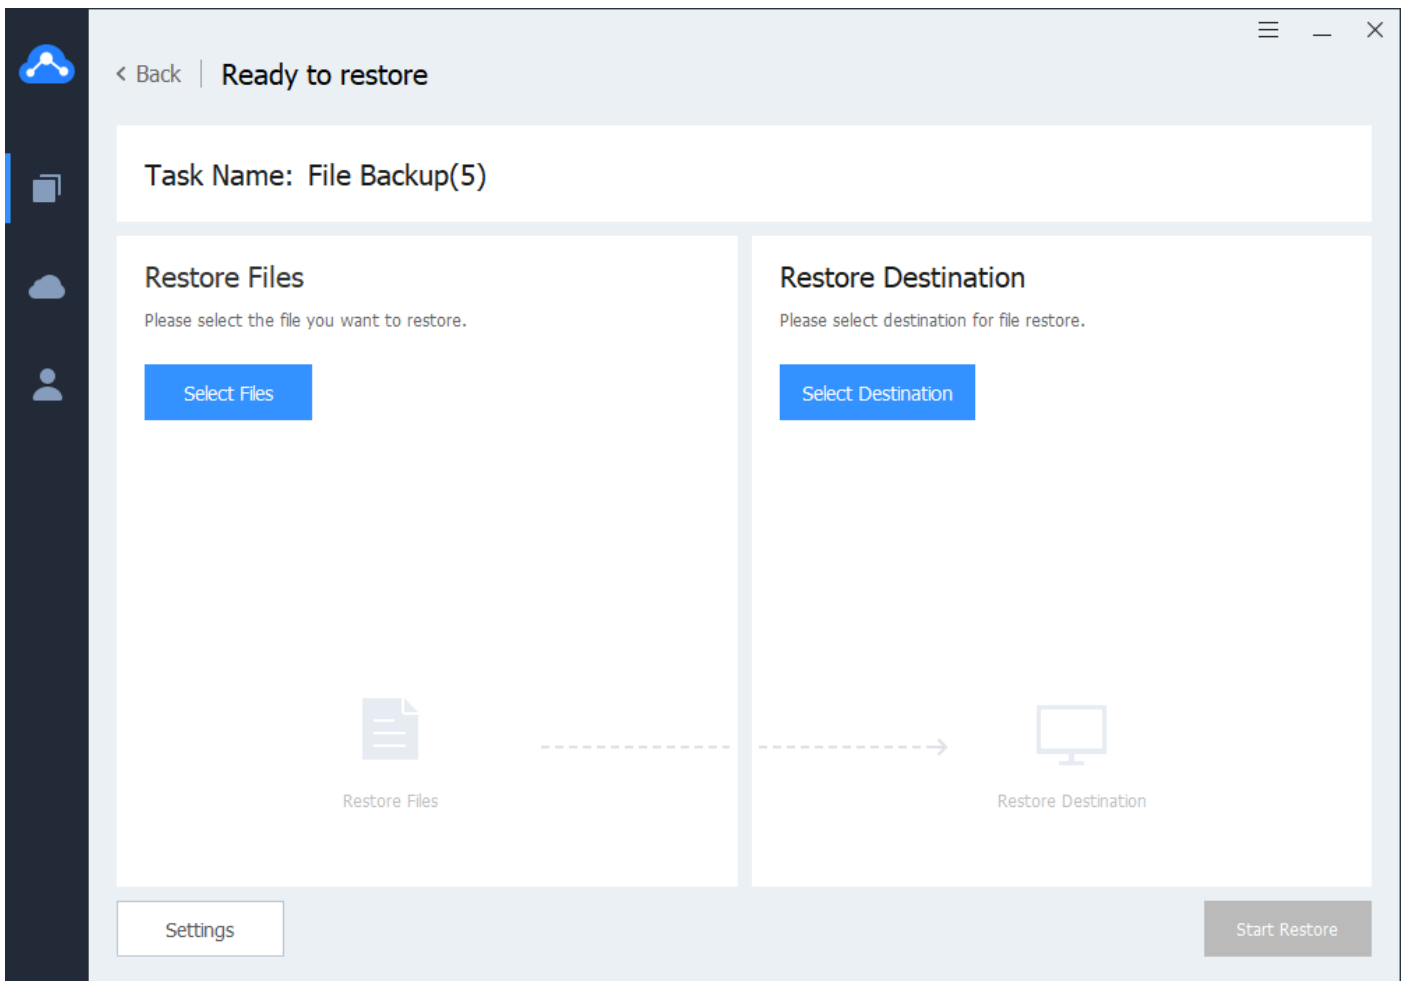 Back
Ready to restore
Task Name: File Backup(5)
Restore Files
Please select the file you want to restore.
Select Files
Restore Files
Restore Destination
Please select destination for file restore.
Select Destination
Restore Destination
Settings
Start Restore